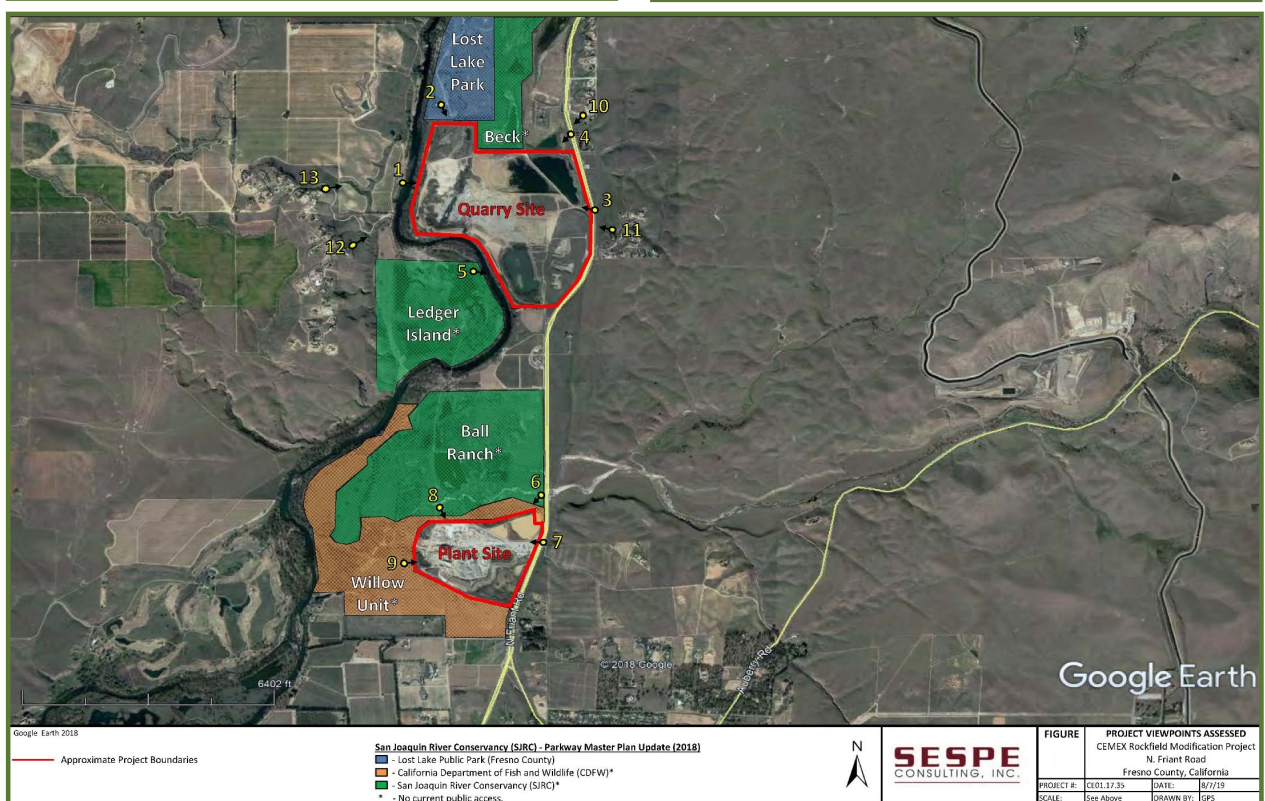 Lost
Lake
Park
2
10
Beck*
4
1
13
3
Quarry Site
11
12
5
Ledger
Island*
Ball
Ranch*
6
8
7
Plant Site
9
Willow
Unit*
N Friant Rd
© 2018 Google
Auberry Rd
6402 ft
Google Earth
Google Earth 2018
Approximate Project Boundaries
San Joaquin River Conservancy (SJRC) - Parkway Master Plan Update (2018)
- Lost Lake Public Park (Fresno County)
- California Department of Fish and Wildlife (CDFW)*
- San Joaquin River Conservancy (SJRC)*
* - No current public access.
N
SESPE
CONSULTING, INC.
FIGURE
PROJECT VIEWPOINTS ASSESSED
CEMEX Rockfield Modification Project
N. Friant Road
Fresno County, California
PROJECT #: CE01.17.35 DATE: 8/7/19
SCALE: See Above DRAWN BY: GPS